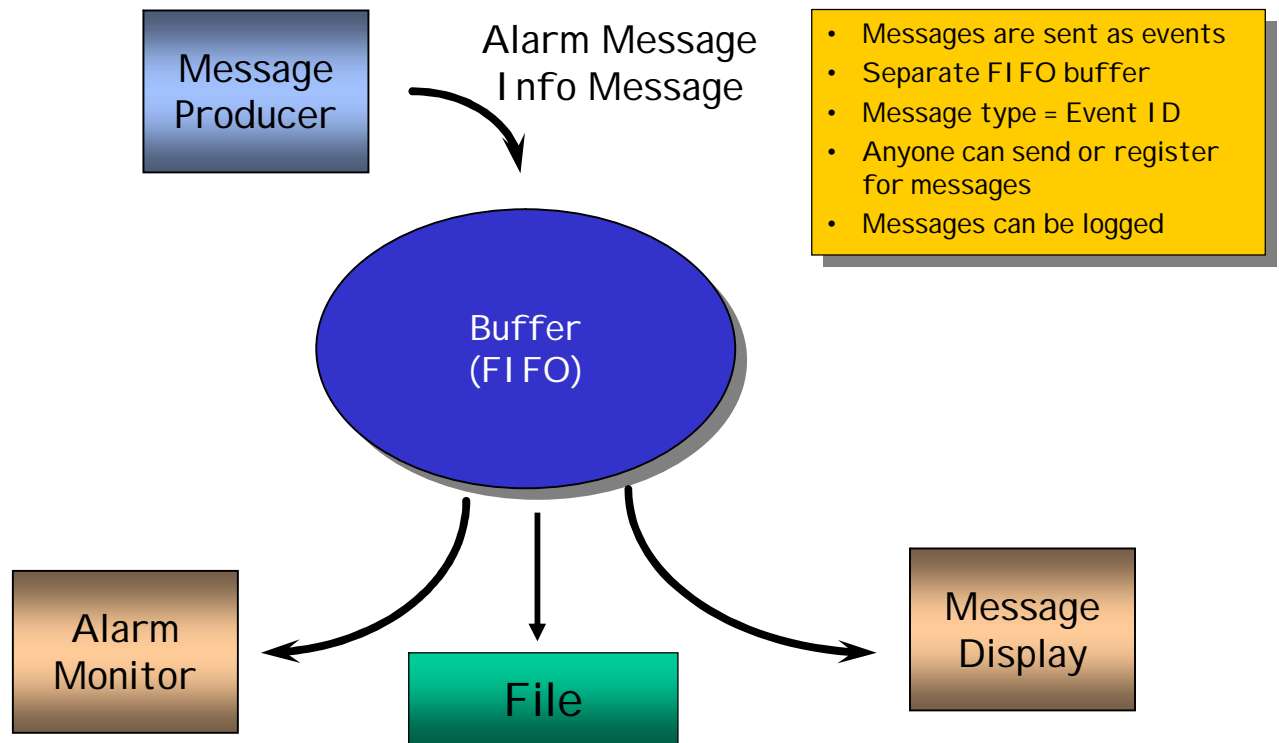 Message
Producer
Alarm Message
Info Message
• Messages are sent as events
• Separate FIFO buffer
• Message type = Event ID
• Anyone can send or register
for messages
• Messages can be logged
Buffer
(FIFO)
Alarm
Monitor
File
Message
Display